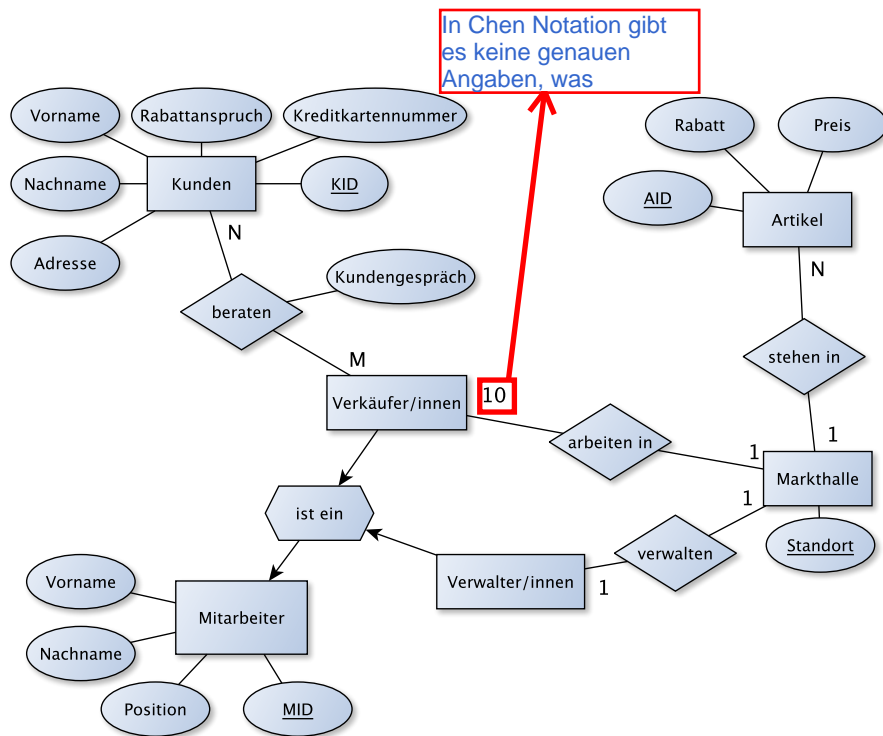 In Chen Notation gibt
es keine genauen
Angaben, was
Vorname
Rabattanspruch
Kreditkartennummer
Nachname
Kunden
KID
Adresse
N
beraten
Kundengespräch
M
Verkäufer/innen
10
arbeiten in
1
Rabatt
Preis
AID
Artikel
N
stehen in
1
Markthalle
1
Standort
verwalten
1
Verwalter/innen
ist ein
Mitarbeiter
Vorname
Nachname
Position
MID